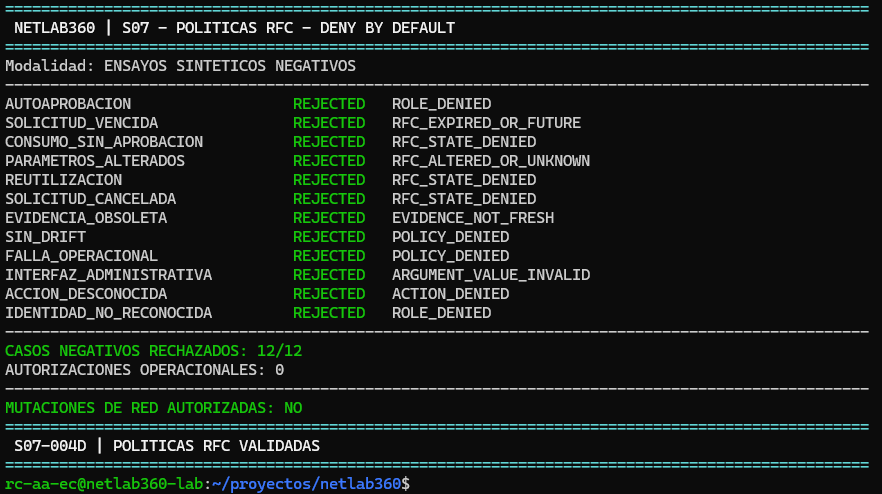 ================================================================================================
NETLAB360 | S07 - POLITICAS RFC - DENY BY DEFAULT
================================================================================================
Modalidad: ENSAYOS SINTETICOS NEGATIVOS
------------------------------------------------------------------------------------------------
AUTOAPROBACION REJECTED ROLE_DENIED
SOLICITUD_VENCIDA REJECTED RFC_EXPIRED_OR_FUTURE
CONSUMO_SIN_APROBACION REJECTED RFC_STATE_DENIED
PARAMETROS_ALTERADOS REJECTED RFC_ALTERED_OR_UNKNOWN
REUTILIZACION REJECTED RFC_STATE_DENIED
SOLICITUD_CANCELADA REJECTED RFC_STATE_DENIED
EVIDENCIA_OBSOLETA REJECTED EVIDENCE_NOT_FRESH
SIN_DRIFT REJECTED POLICY_DENIED
FALLA_OPERACIONAL REJECTED POLICY_DENIED
INTERFAZ_ADMINISTRATIVA REJECTED ARGUMENT_VALUE_INVALID
ACCION_DESCONOCIDA REJECTED ACTION_DENIED
IDENTIDAD_NO_RECONOCIDA REJECTED ROLE_DENIED
------------------------------------------------------------------------------------------------
CASOS NEGATIVOS RECHAZADOS: 12/12
AUTORIZACIONES OPERACIONALES: 0
------------------------------------------------------------------------------------------------
MUTACIONES DE RED AUTORIZADAS: NO
================================================================================================
S07-004D | POLITICAS RFC VALIDADAS
================================================================================================
rc-aa-ec@netlab360-lab:~/proyectos/netlab360$